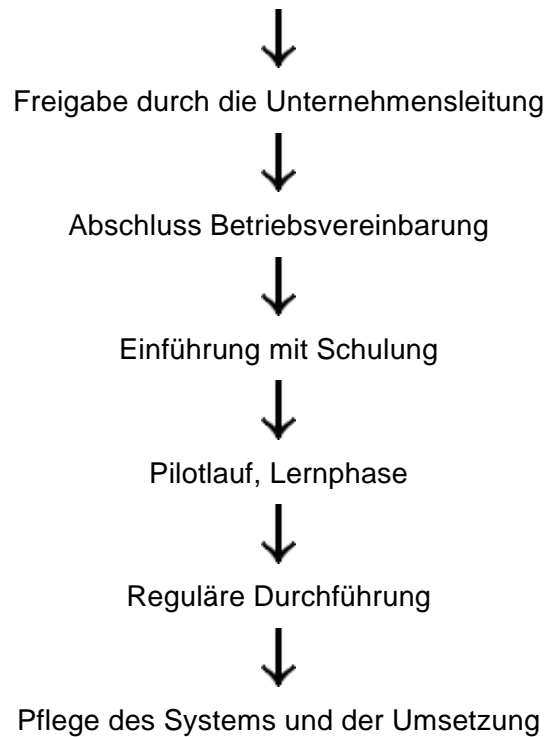 Freigabe durch die Unternehmensleitung
Abschluss Betriebsvereinbarung
Einführung mit Schulung
Pilotlauf, Lernphase
Reguläre Durchführung
Pflege des Systems und der Umsetzung